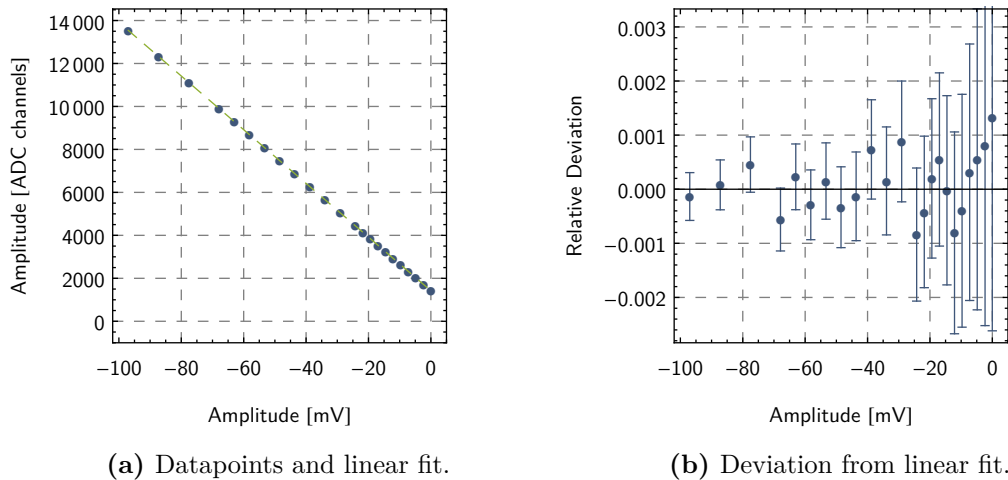 14 000
12 000
10 000
8000
6000
4000
2000
0
Amplitude [ADC channels]
−100 −80 −60 −40 −20 0
Amplitude [mV]
(a) Datapoints and linear fit.
0.003
0.002
0.001
0.000
−0.001
−0.002
Relative Deviation
−100 −80 −60 −40 −20 0
Amplitude [mV]
(b) Deviation from linear fit.